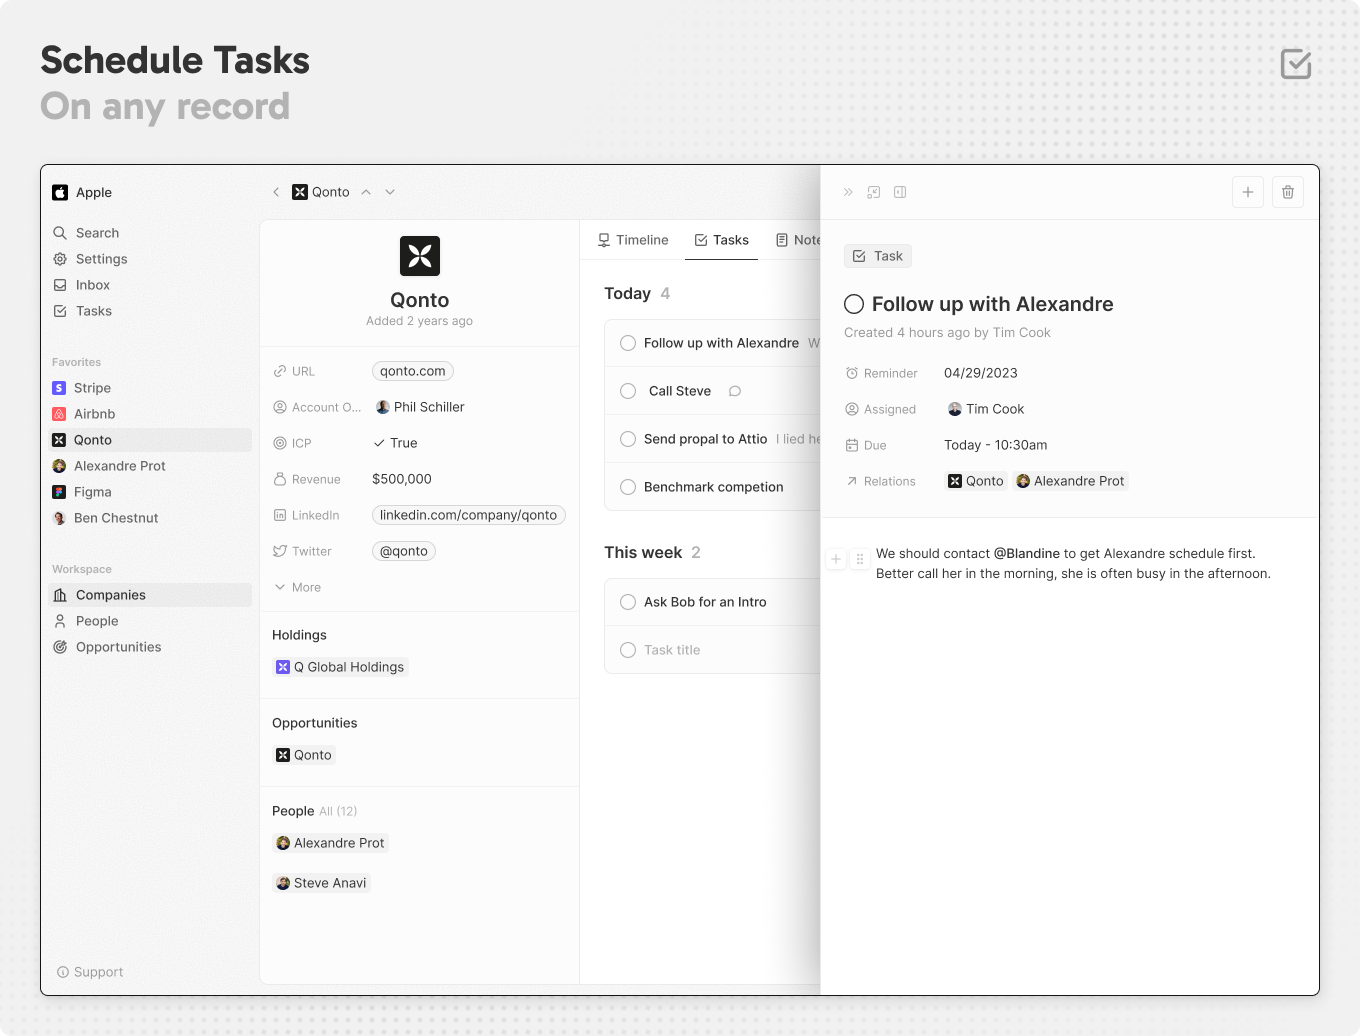 Schedule Tasks
On any record
Apple
Search
Settings
Inbox
Tasks
Favorites
S Stripe
Airbnb
Qonto
Alexandre Prot
Figma
Ben Chestnut
Workspace
Companies
People
Opportunities
Support
Qonto
Qonto
Added 2 years ago
URL qonto.com
Account O... Phil Schiller
ICP True
Revenue $500,000
LinkedIn linkedin.com/company/qonto
Twitter @qonto
More
Holdings
Q Global Holdings
Opportunities
Qonto
People All (12)
Alexandre Prot
Steve Anavi
Timeline Tasks Note
Today 4
Follow up with Alexandre W
Call Steve
Send propal to Attio I lied he
Benchmark competion
This week 2
Ask Bob for an Intro
Task title
Task
Follow up with Alexandre
Created 4 hours ago by Tim Cook
Reminder 04/29/2023
Assigned Tim Cook
Due Today - 10:30am
Relations Qonto Alexandre Prot
We should contact @Blandine to get Alexandre schedule first.
Better call her in the morning, she is often busy in the afternoon.